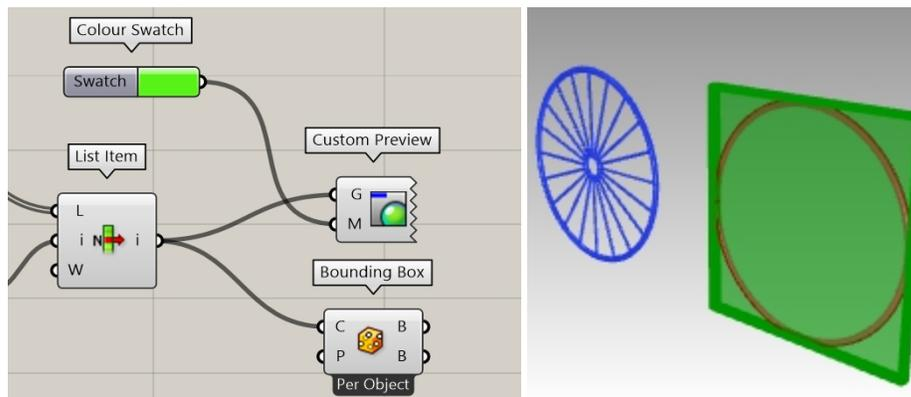 Colour Swatch
Swatch
Custom Preview
List Item
G
M
L
i N i
W
Bounding Box
C B
P B
Per Object